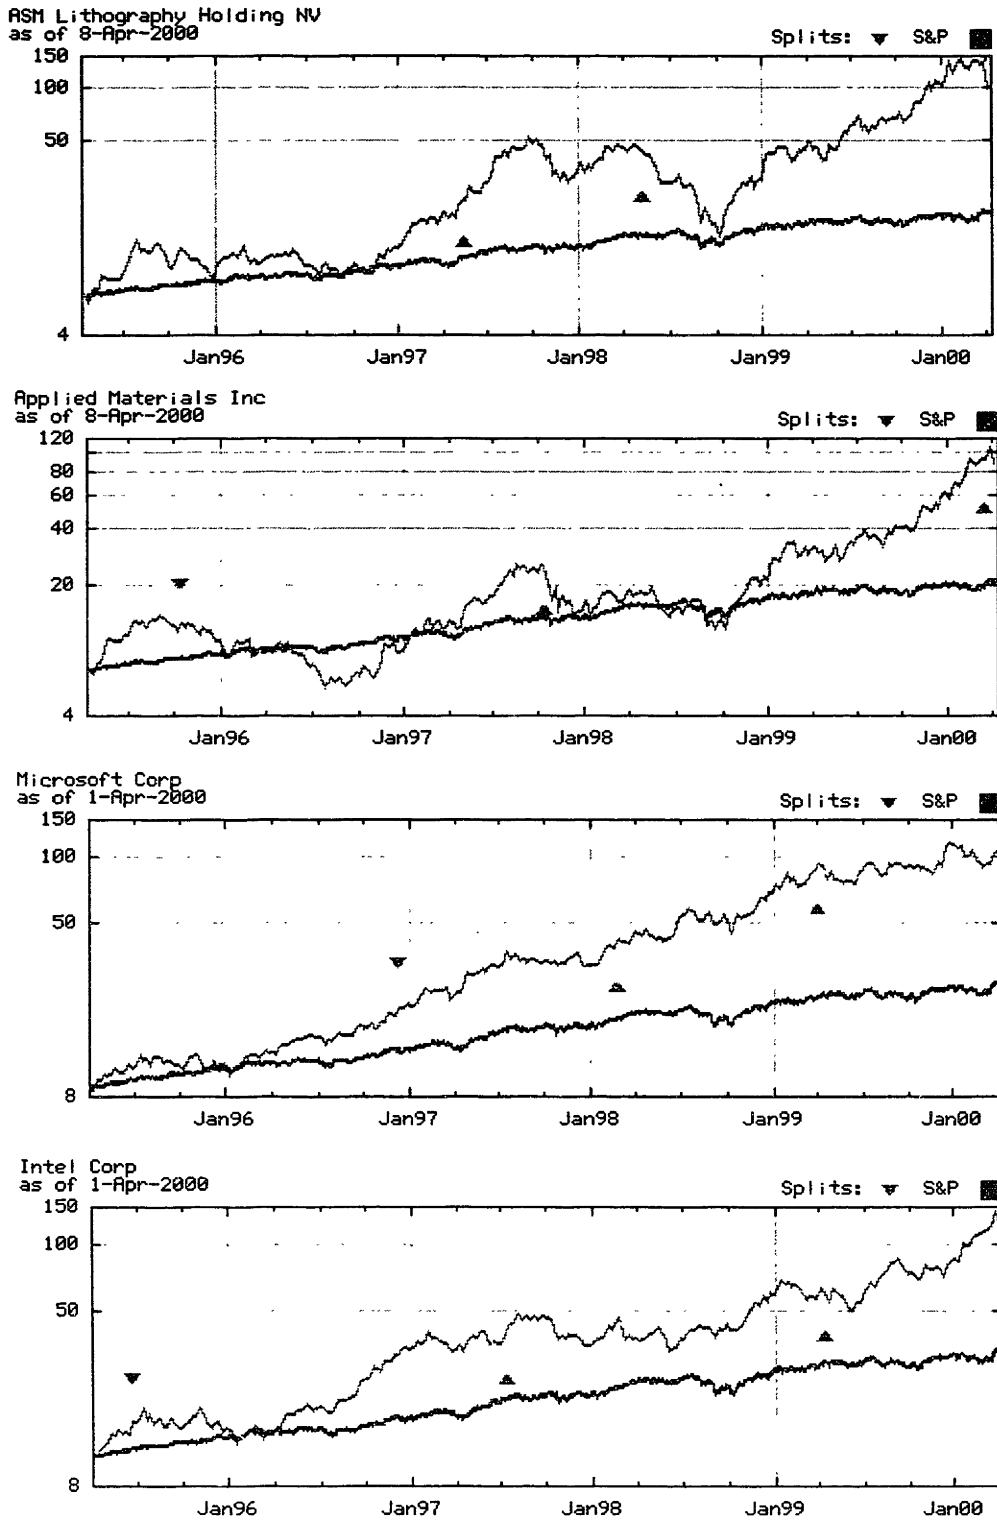 ASM Lithography Holding NV
as of 8-Apr-2000
Splits: S&P
150
100
50
4
Jan96 Jan97 Jan98 Jan99 Jan00
Applied Materials Inc
as of 8-Apr-2000
Splits: S&P
120
80
60
40
20
4
Jan96 Jan97 Jan98 Jan99 Jan00
Microsoft Corp
as of 1-Apr-2000
Splits: S&P
150
100
50
8
Jan96 Jan97 Jan98 Jan99 Jan00
Intel Corp
as of 1-Apr-2000
Splits: S&P
150
100
50
8
Jan96 Jan97 Jan98 Jan99 Jan00